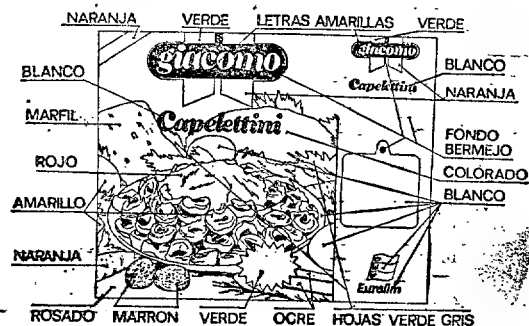 NARANJA VERDE LETRAS AMARILLAS VERDE
giacomo
giacomo
BLANCO
BLANCO
Capelettini
NARANJA
MARFIL
Capelettini
FONDO
BERMEJO
ROJO
COLORADO
BLANCO
AMARILLO
NARANJA
Euralim
ROSADO MARRON VERDE OCRE HOJAS VERDE GRIS